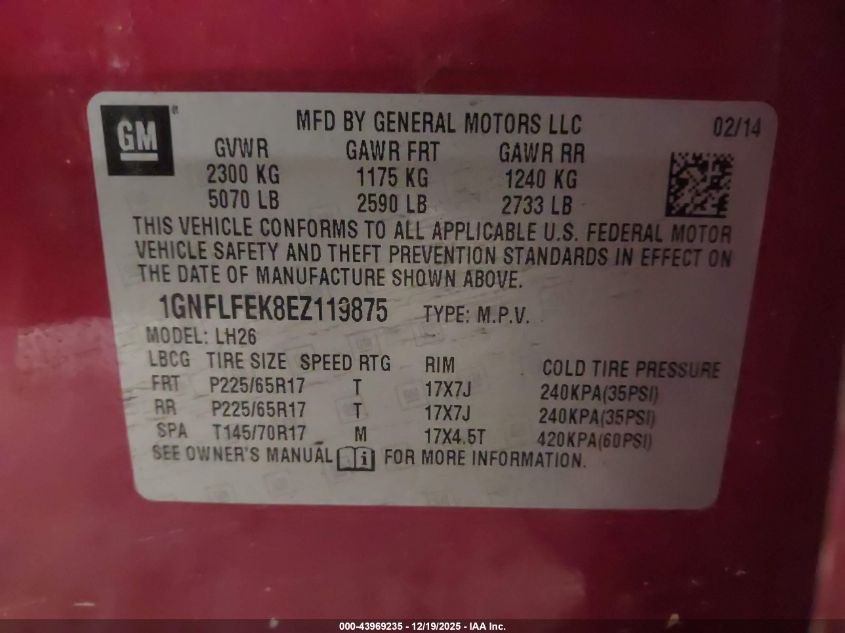 GM®
MFD BY GENERAL MOTORS LLC 02/14
GVWR GAWR FRT GAWR RR
2300 KG 1175 KG 1240 KG
5070 LB 2590 LB 2733 LB
THIS VEHICLE CONFORMS TO ALL APPLICABLE U.S. FEDERAL MOTOR
VEHICLE SAFETY AND THEFT PREVENTION STANDARDS IN EFFECT ON
THE DATE OF MANUFACTURE SHOWN ABOVE.
1GNFLFEK8EZ119875 TYPE: M.P.V.
MODEL: LH26
LBCG TIRE SIZE SPEED RTG RIM COLD TIRE PRESSURE
FRT P225/65R17 T 17X7J 240KPA(35PSI)
RR P225/65R17 T 17X7J 240KPA(35PSI)
SPA T145/70R17 M 17X4.5T 420KPA(60PSI)
SEE OWNER'S MANUAL i FOR MORE INFORMATION.
000-43969235 - 12/19/2025 - IAA Inc.